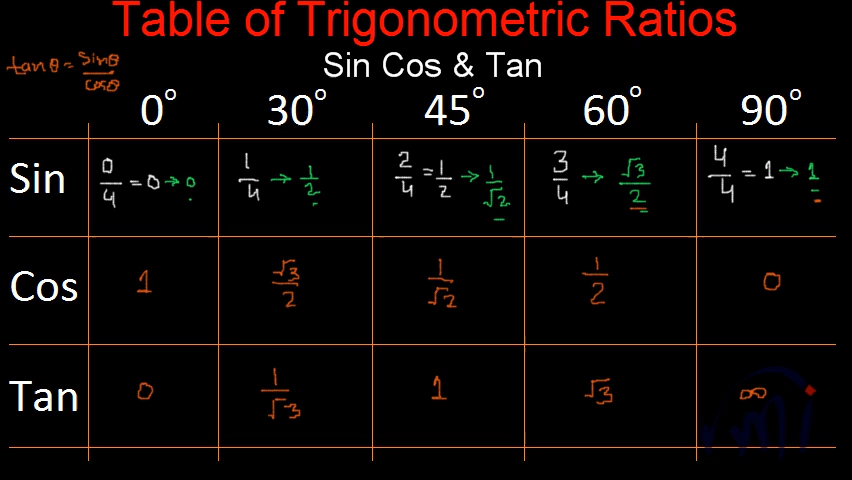 Table of Trigonometric Ratios
tanθ = sinθ/cosθ
Sin Cos & Tan
0° 30° 45° 60° 90°
Sin 0/4 = 0 → 0 1/4 → 1/2 2/4 = 1/2 → 1/√2 3/4 → √3/2 4/4 = 1 → 1
Cos 1 √3/2 1/√2 1/2 0
Tan 0 1/√3 1 √3 ∞